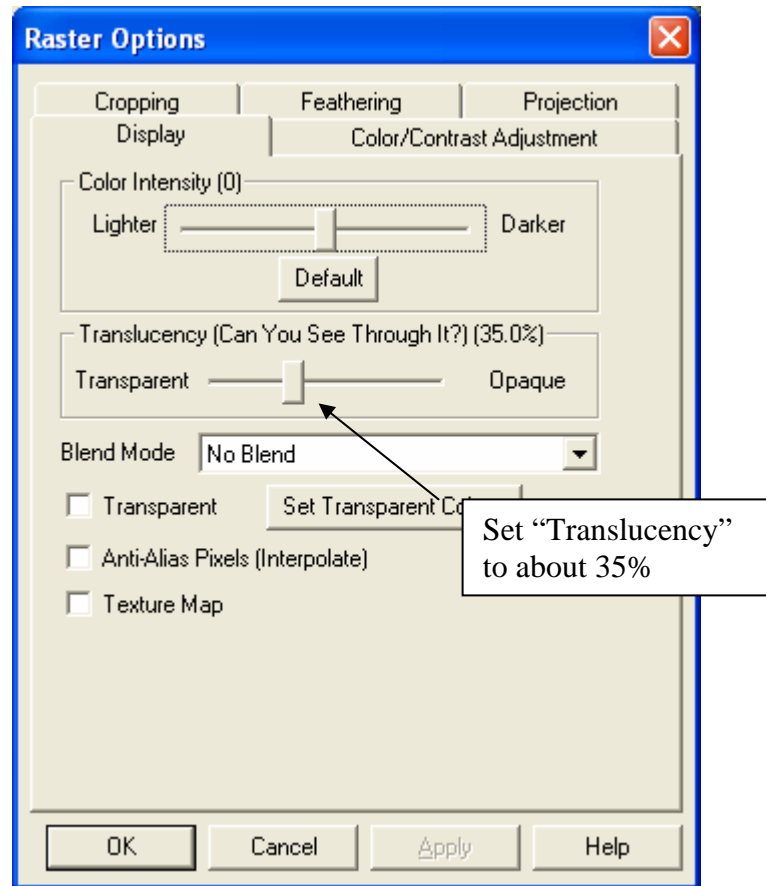 Raster Options
Cropping Feathering Projection
Display Color/Contrast Adjustment
Color Intensity (0)
Lighter Darker
Default
Translucency (Can You See Through It?) (35.0%)
Transparent Opaque
Blend Mode No Blend
Transparent Set Transparent
Anti-Alias Pixels (Interpolate)
Texture Map
Set “Translucency”
to about 35%
OK Cancel Apply Help